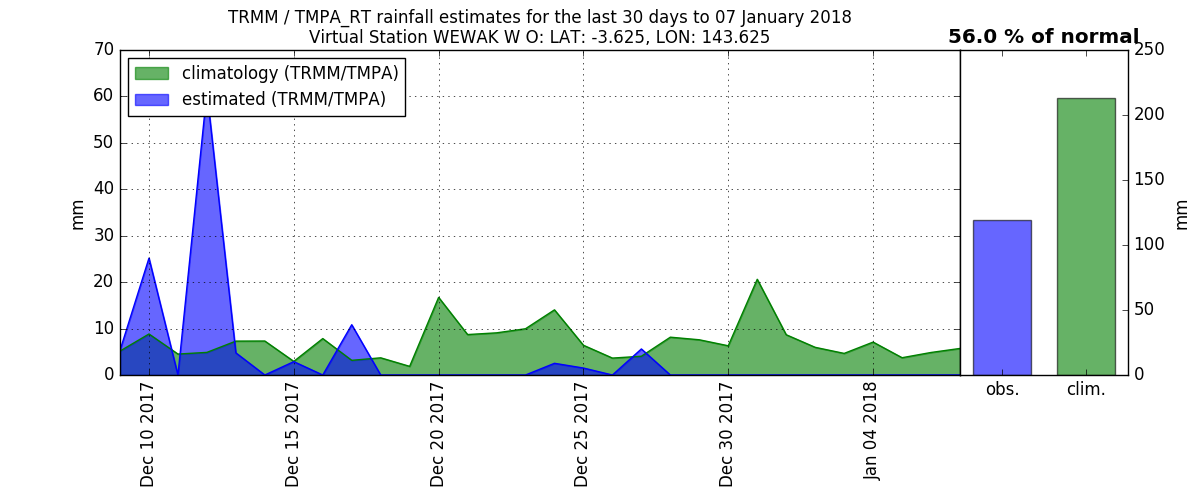 TRMM / TMPA_RT rainfall estimates for the last 30 days to 07 January 2018
Virtual Station WEWAK W O: LAT: -3.625, LON: 143.625
56.0 % of normal
climatology (TRMM/TMPA)
estimated (TRMM/TMPA)
mm
70
60
50
40
30
20
10
0
Dec 10 2017
Dec 15 2017
Dec 20 2017
Dec 25 2017
Dec 30 2017
Jan 04 2018
obs.
clim.
250
200
150
100
50
0
mm